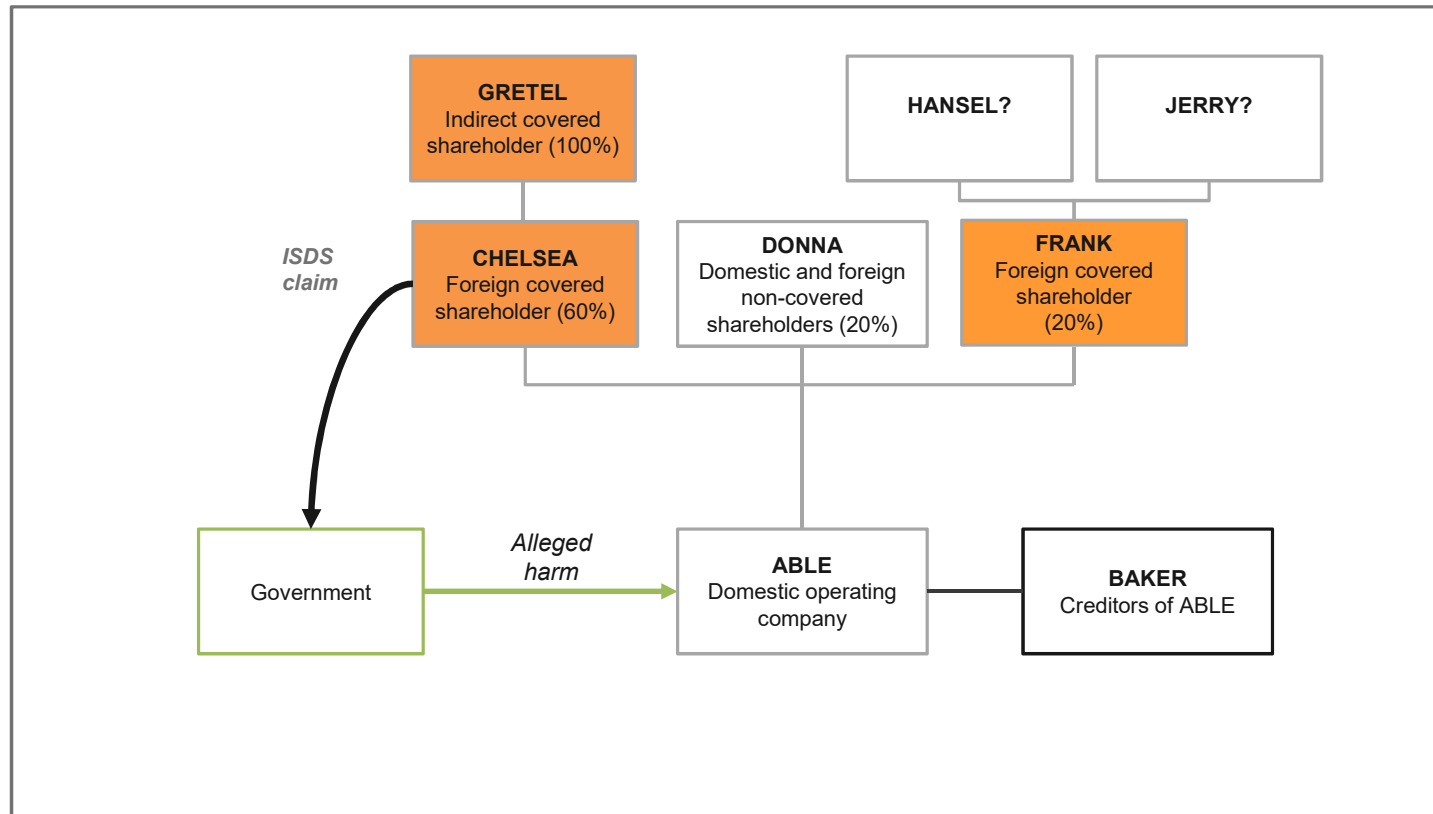 GRETEL
Indirect covered
shareholder (100%)
HANSEL?
JERRY?
ISDS
claim
CHELSEA
Foreign covered
shareholder (60%)
DONNA
Domestic and foreign
non-covered
shareholders (20%)
FRANK
Foreign covered
shareholder
(20%)
Government
Alleged
harm
ABLE
Domestic operating
company
BAKER
Creditors of ABLE